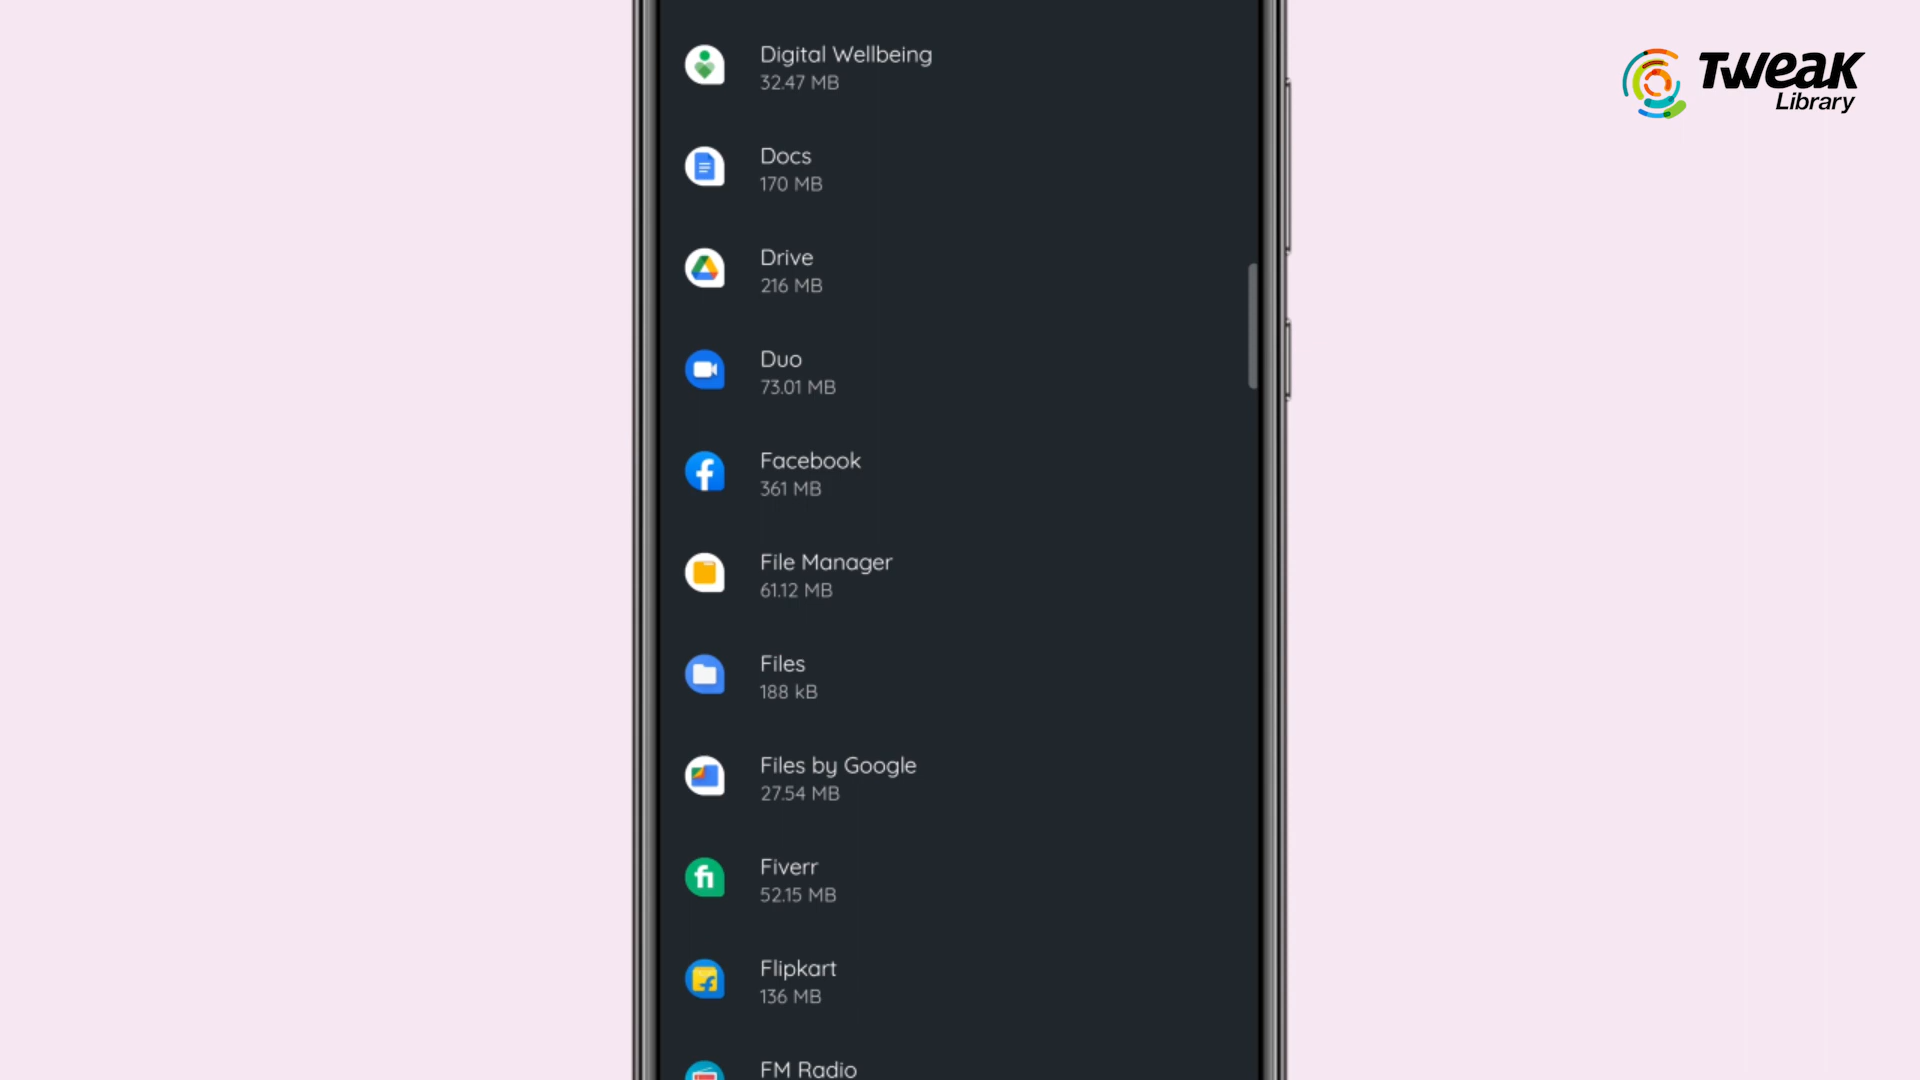 Digital Wellbeing
32.47 MB
Docs
170 MB
Drive
216 MB
Duo
73.01 MB
Facebook
361 MB
File Manager
61.12 MB
Files
188 kB
Files by Google
27.54 MB
Fiverr
52.15 MB
Flipkart
136 MB
FM Radio
TWeaK
Library